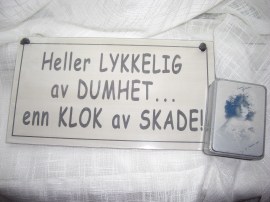 Heller LYKKELIG
av DUMHET...
enn KLOK av SKADE!